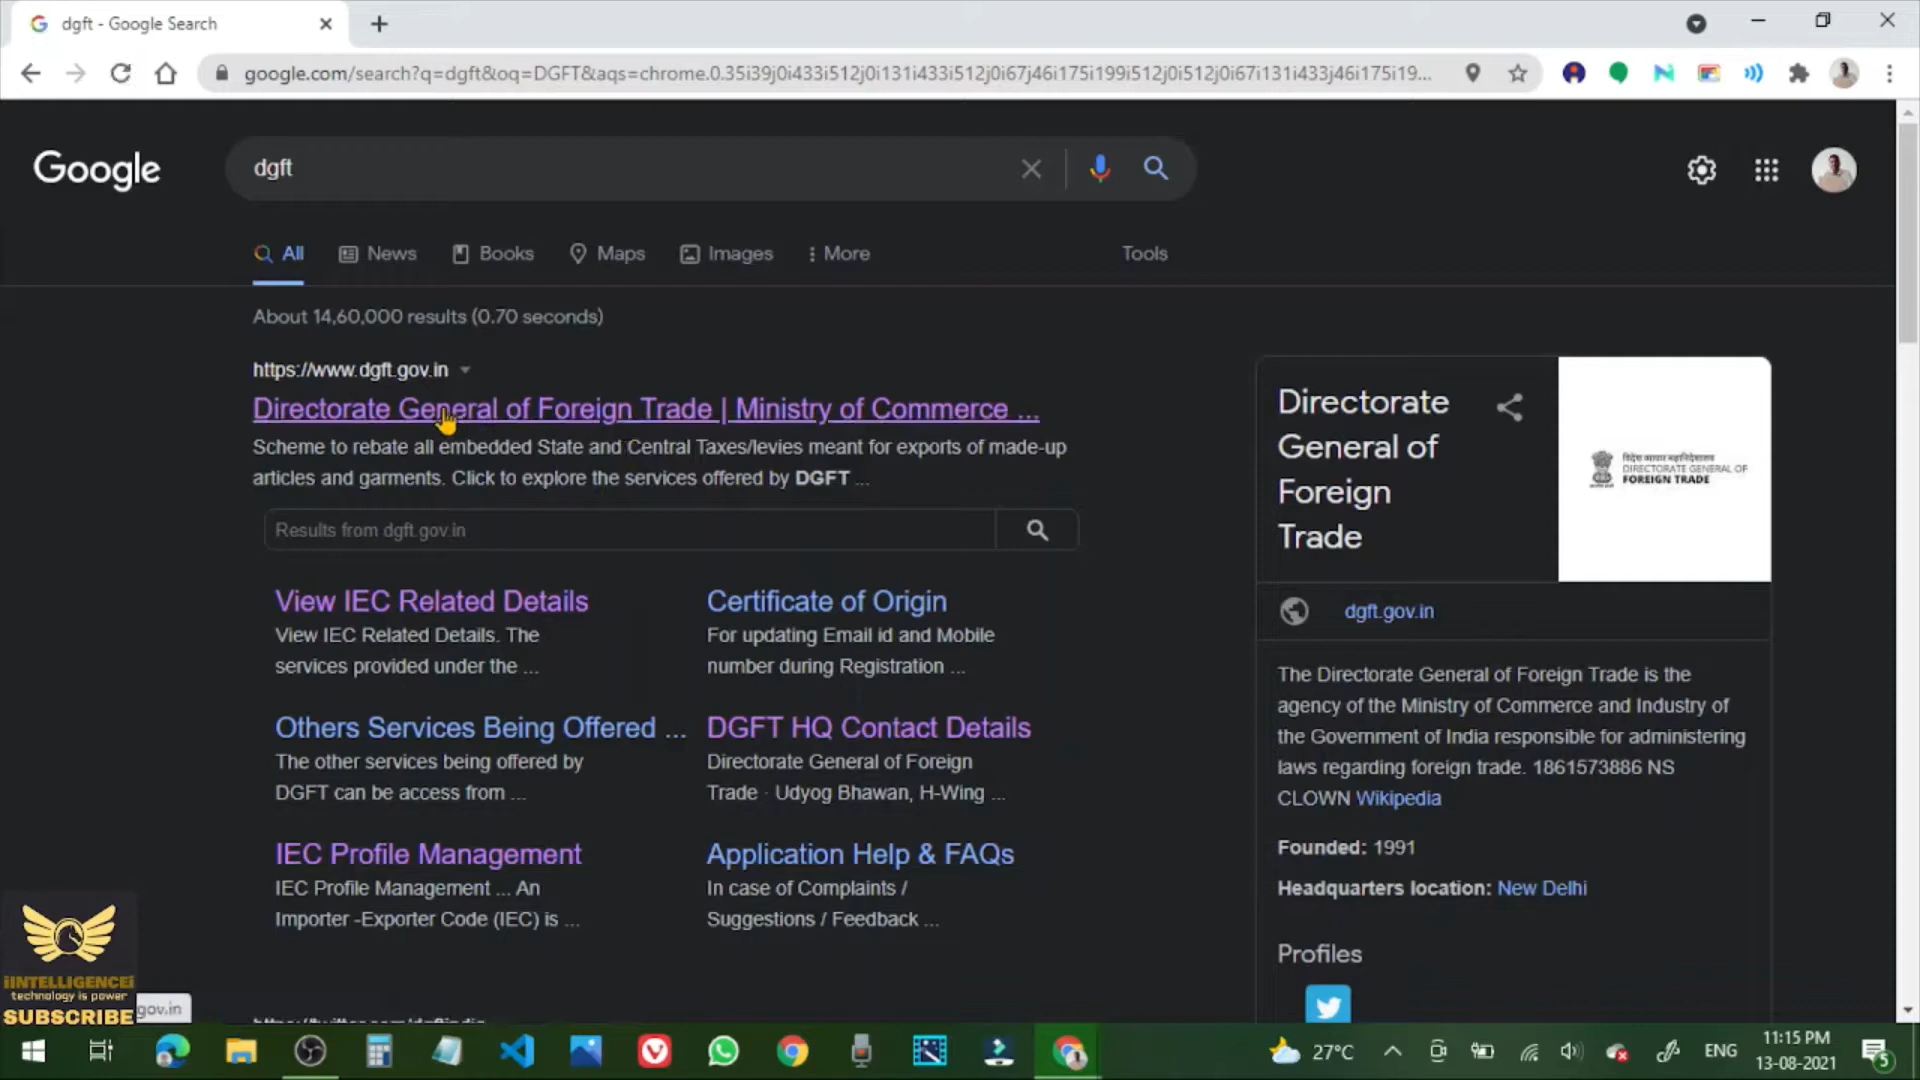 dgft - Google Search
google.com/search?q=dgft&oq=DGFT&aqs=chrome.0.35i39j0i433i512j0i131i433i512j0i67j46i175i199i512j0i512j0i67i131i433j46i175i19...
Google
dgft
All
News
Books
Maps
Images
More
Tools
About 14,60,000 results (0.70 seconds)
https://www.dgft.gov.in
Directorate General of Foreign Trade | Ministry of Commerce ...
Scheme to rebate all embedded State and Central Taxes/levies meant for exports of made-up
articles and garments. Click to explore the services offered by DGFT ...
Results from dgft.gov.in
View IEC Related Details
View IEC Related Details. The
services provided under the ...
Certificate of Origin
For updating Email id and Mobile
number during Registration ...
Others Services Being Offered ...
The other services being offered by
DGFT can be access from ...
DGFT HQ Contact Details
Directorate General of Foreign
Trade · Udyog Bhawan, H-Wing ...
IEC Profile Management
IEC Profile Management ... An
Importer -Exporter Code (IEC) is ...
Application Help & FAQs
In case of Complaints /
Suggestions / Feedback ...
Directorate
General of
Foreign
Trade
विदेश व्यापार महानिदेशालय
DIRECTORATE GENERAL OF
FOREIGN TRADE
dgft.gov.in
The Directorate General of Foreign Trade is the
agency of the Ministry of Commerce and Industry of
the Government of India responsible for administering
laws regarding foreign trade. 1861573886 NS
CLOWN Wikipedia
Founded: 1991
Headquarters location: New Delhi
Profiles
iINTELLIGENCEi
technology is power
SUBSCRIBE
gov.in
27°C
ENG
11:15 PM
13-08-2021
5